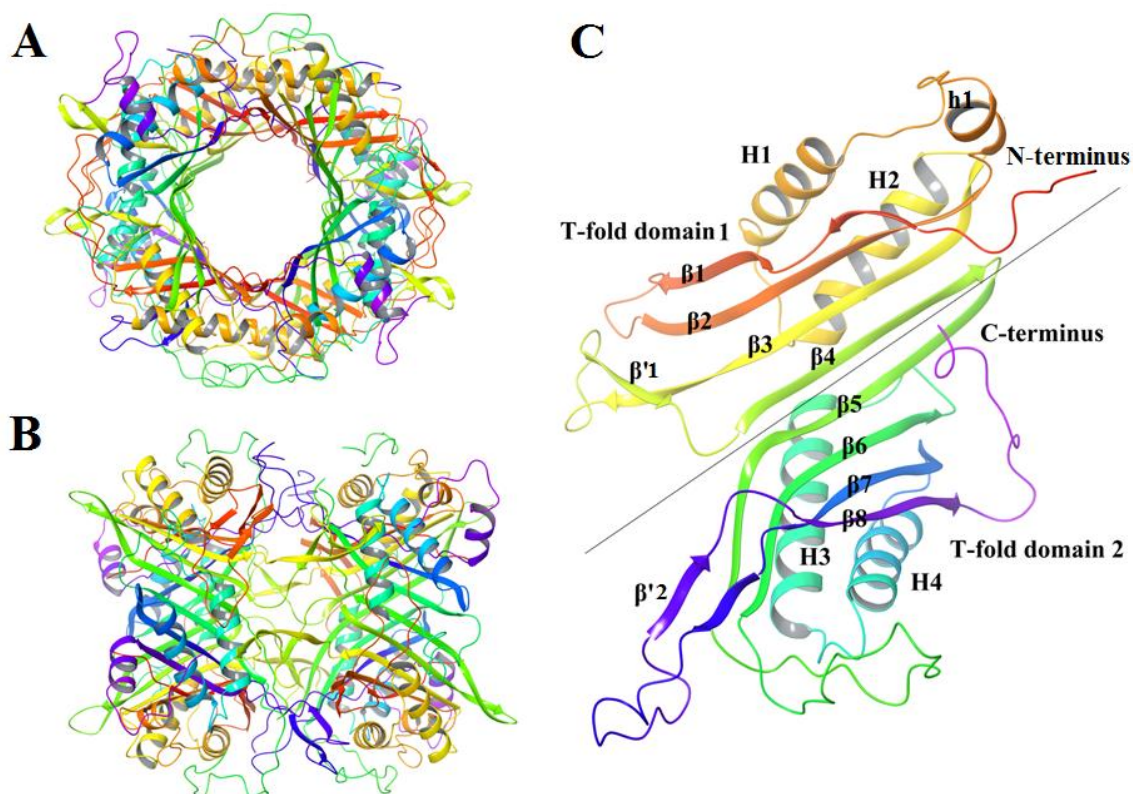 A
B
C
h1
H1
N-terminus
H2
T-fold domain 1
β1
β2
β3
β4
C-terminus
β'1
β5
β6
β7
β8
T-fold domain 2
H3
H4
β'2